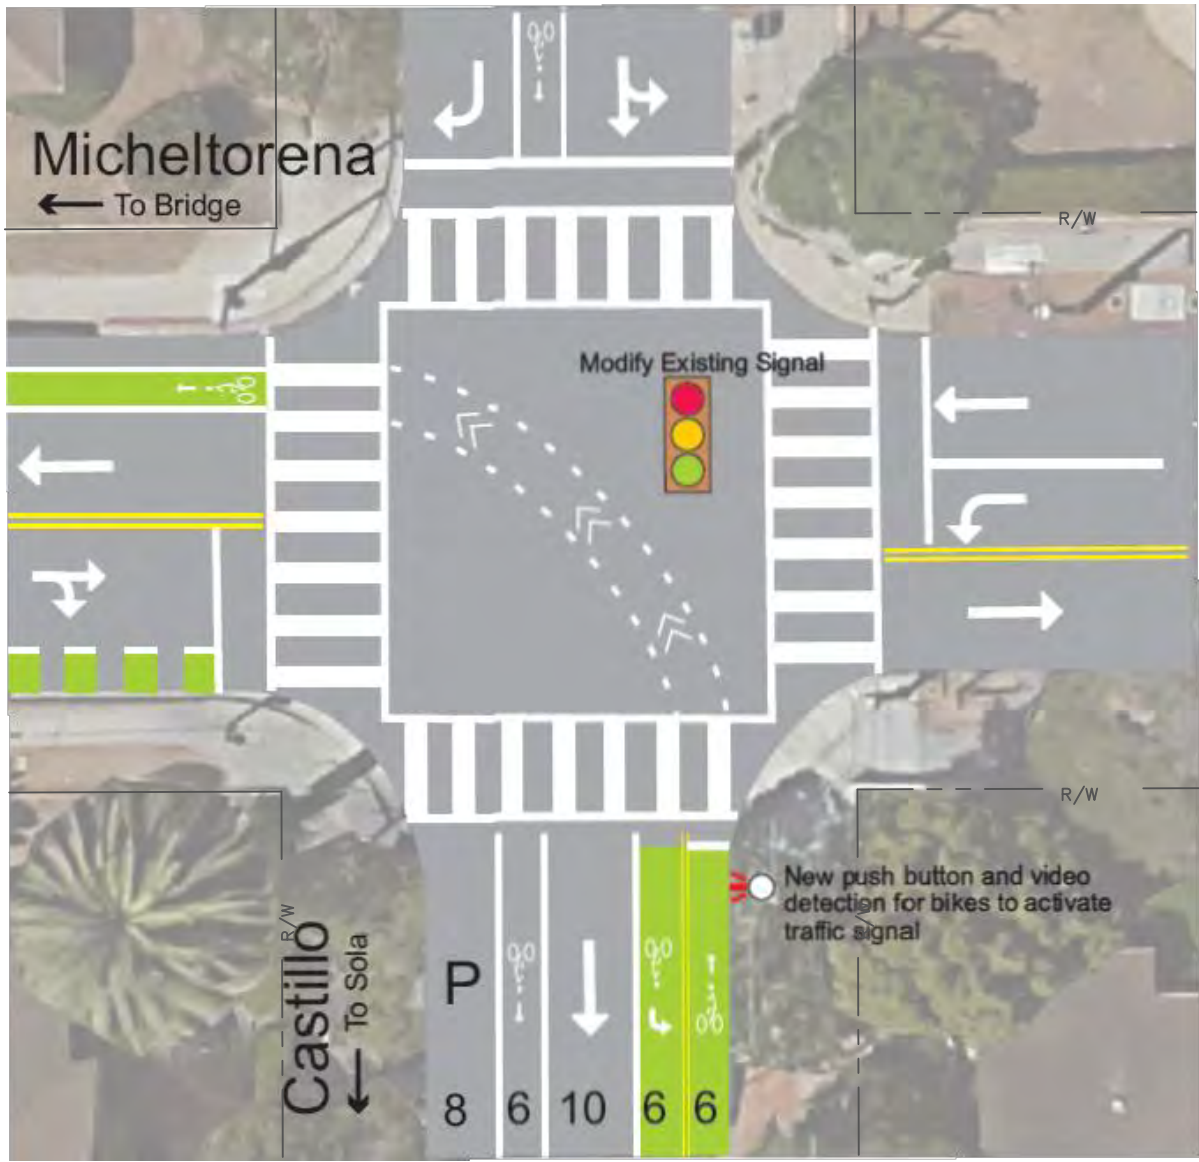 Micheltorena
To Bridge
R/W
Modify Existing Signal
R/W
New push button and video
detection for bikes to activate
traffic signal
R/W
Castillo
To Sola
P
8 6 10 6 6